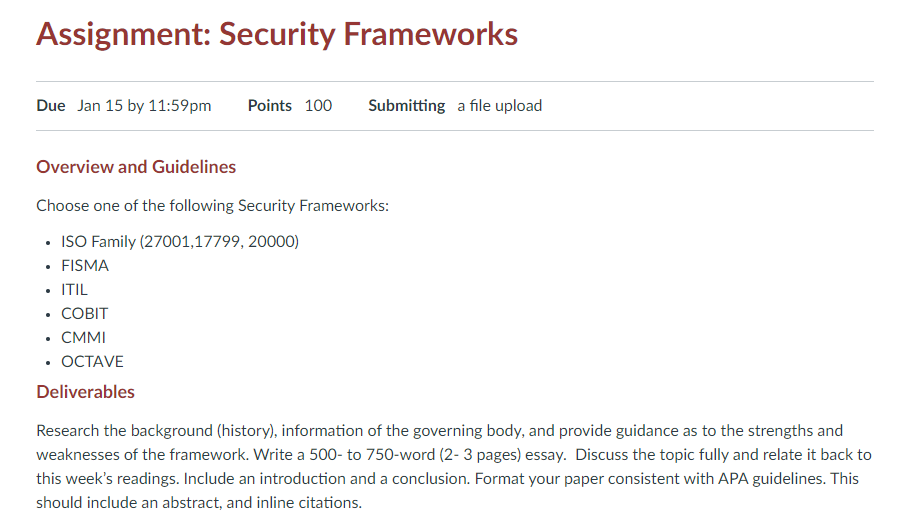 Assignment: Security Frameworks
Due Jan 15 by 11:59pm Points 100 Submitting a file upload
Overview and Guidelines
Choose one of the following Security Frameworks:
• ISO Family (27001,17799, 20000)
• FISMA
• ITIL
• COBIT
• CMMI
• OCTAVE
Deliverables
Research the background (history), information of the governing body, and provide guidance as to the strengths and
weaknesses of the framework. Write a 500- to 750-word (2- 3 pages) essay.  Discuss the topic fully and relate it back to
this week’s readings. Include an introduction and a conclusion. Format your paper consistent with APA guidelines. This
should include an abstract, and inline citations.